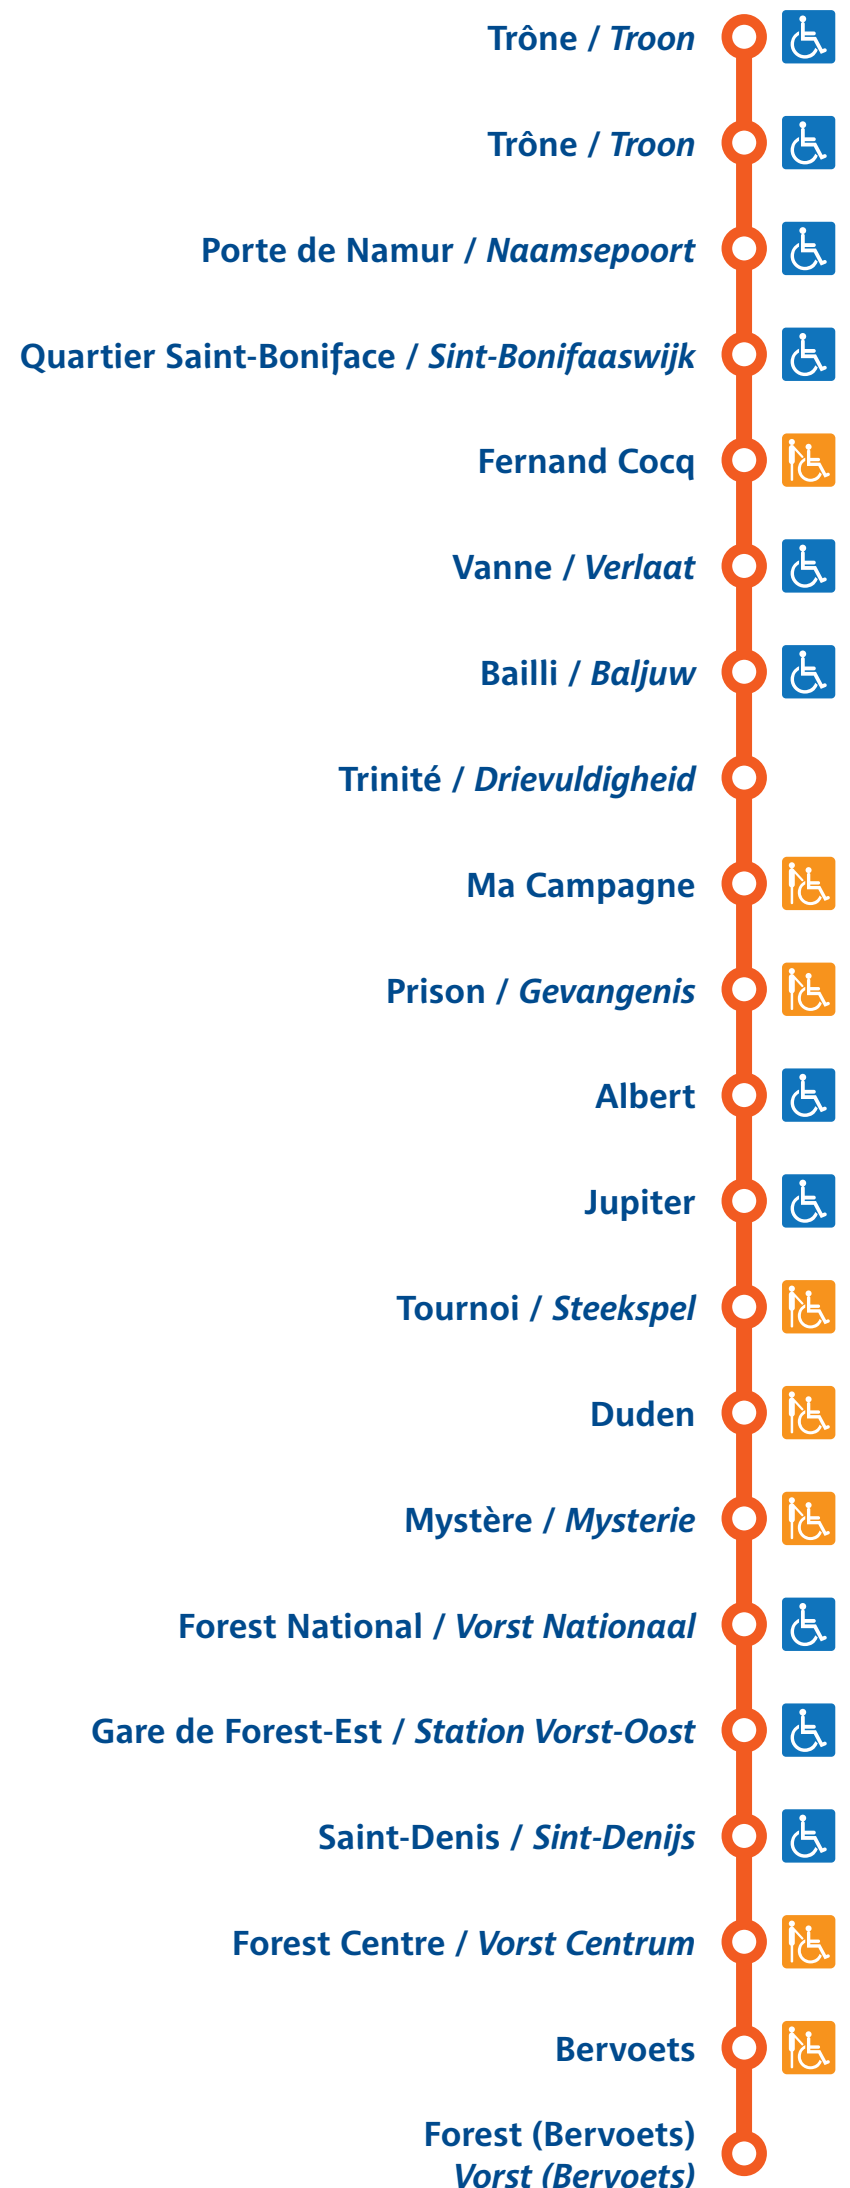 Trône / Troon
Trône / Troon
Porte de Namur / Naamsepoort
Quartier Saint-Boniface / Sint-Bonifaaswijk
Fernand Cocq
Vanne / Verlaat
Bailli / Baljuw
Trinité / Drievuldigheid
Ma Campagne
Prison / Gevangenis
Albert
Jupiter
Tournoi / Steekspel
Duden
Mystère / Mysterie
Forest National / Vorst Nationaal
Gare de Forest-Est / Station Vorst-Oost
Saint-Denis / Sint-Denijs
Forest Centre / Vorst Centrum
Bervoets
Forest (Bervoets)
Vorst (Bervoets)